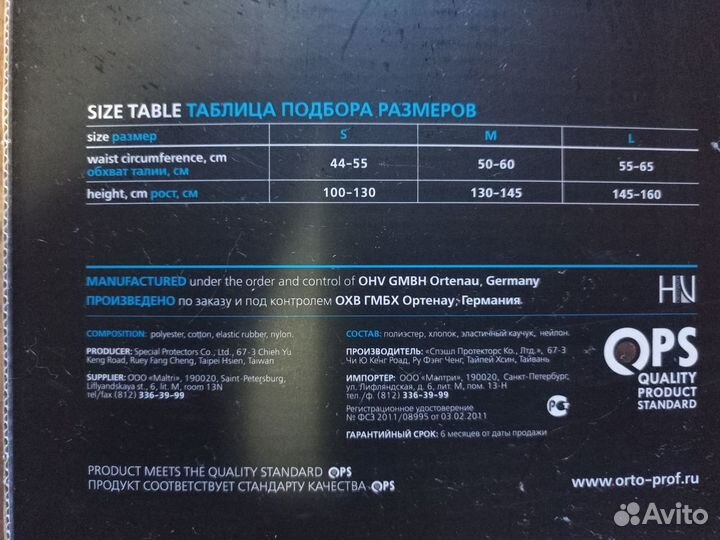 SIZE TABLE ТАБЛИЦА ПОДБОРА РАЗМЕРОВ
size размер S M L
waist circumference, cm
обхват талии, см 44-55 50-60 55-65
height, cm рост, см 100-130 130-145 145-160
MANUFACTURED under the order and control of OHV GMBH Ortenau, Germany
ПРОИЗВЕДЕНО по заказу и под контролем ОХВ ГМБХ Ортенау, Германия
COMPOSITION: polyester, cotton, elastic rubber, nylon.
PRODUCER: Special Protectors Co., Ltd., 67-3 Chieh Yu
Keng Road, Ruey Fang Cheng, Taipei Hsien, Taiwan
SUPPLIER: ООО «Maltri», 190020, Saint-Petersburg,
Liflyandskaya st., 6, lit. M, room 13N
tel/fax (812) 336-39-99
СОСТАВ: полиэстер, хлопок, эластичный каучук, нейлон.
ПРОИЗВОДИТЕЛЬ: «Спэшл Протекторс Ко., Лтд.», 67-3
Чи Ю Кенг Роад, Ру Фэнг Ченг, Тайпей Хсин, Тайвань
ИМПОРТЕР: ООО «Малтри», 190020, Санкт-Петербург,
ул. Лифляндская, д. 6, лит. М, пом. 13-Н
тел./ф. (812) 336-39-99
Регистрационное удостоверение
№ ФСЗ 2011/08995 от 03.02.2011
ГАРАНТИЙНЫЙ СРОК: 6 месяцев от даты продажи
QPS
QUALITY
PRODUCT
STANDARD
PRODUCT MEETS THE QUALITY STANDARD QPS
ПРОДУКТ СООТВЕТСТВУЕТ СТАНДАРТУ КАЧЕСТВА QPS
www.orto-prof.ru
Avito